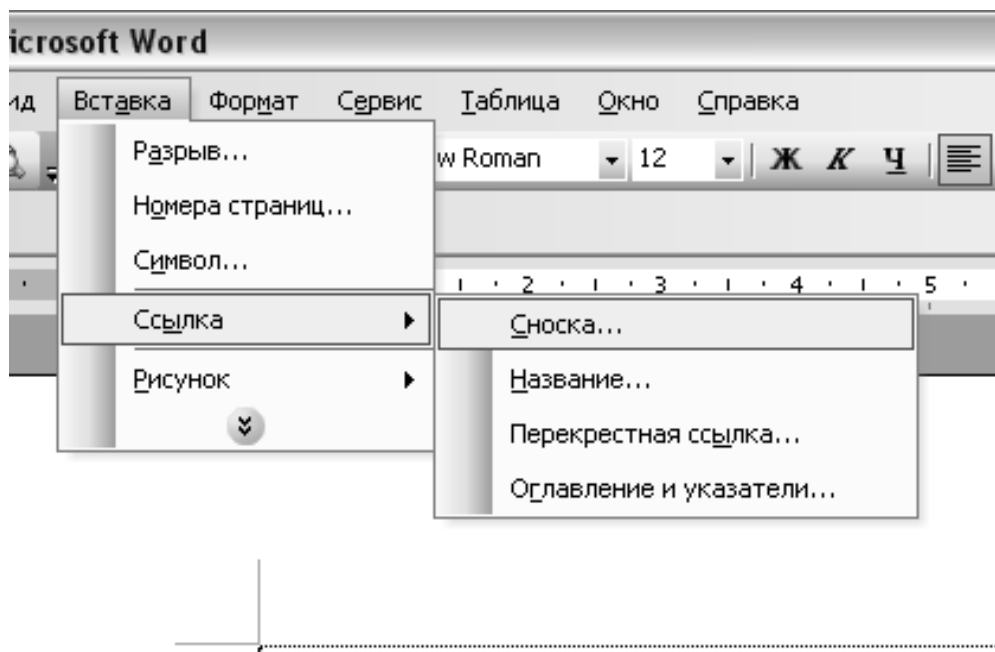 icrosoft Word
ид Вставка Формат Сервис Таблица Окно Справка
Разрыв... w Roman 12 Ж К Ч
Номера страниц...
Символ...
2 3 4 5
Ссылка Сноска...
Рисунок Название...
Перекрестная ссылка...
Оглавление и указатели...